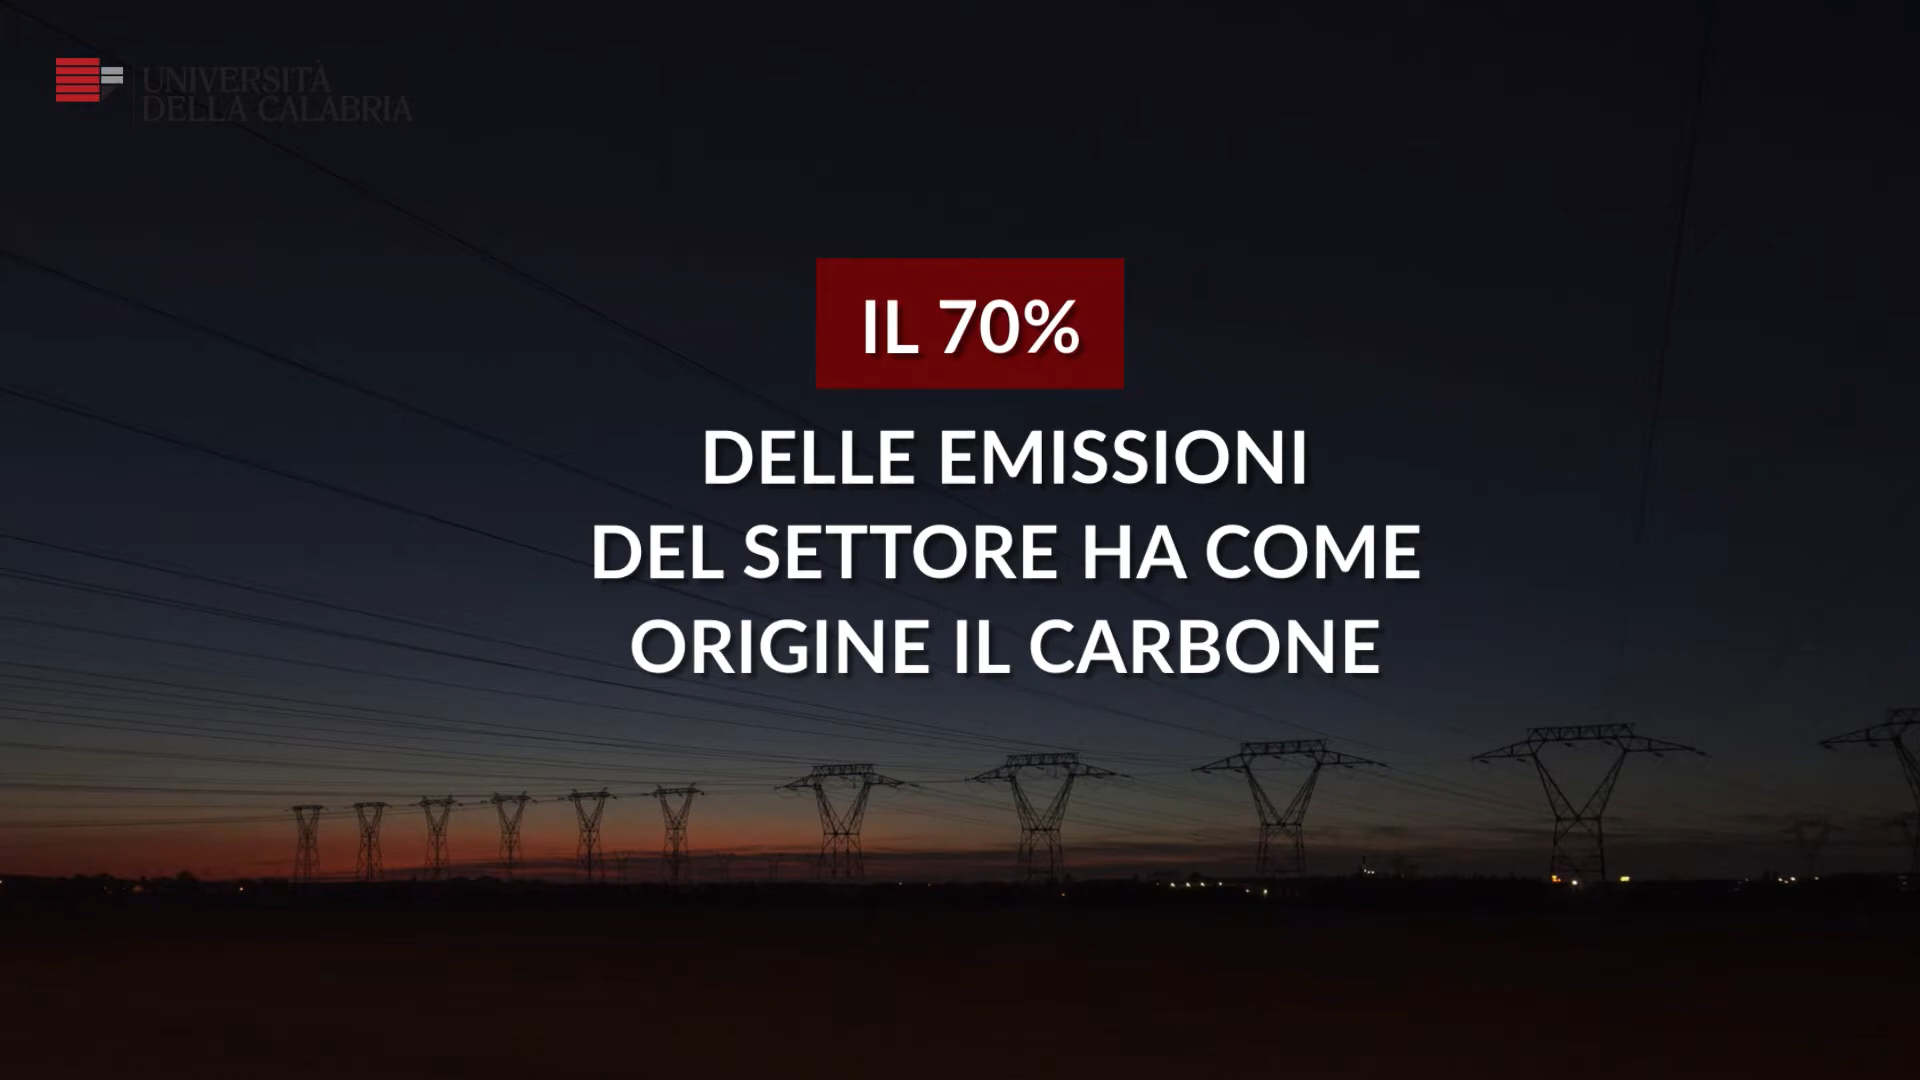 UNIVERSITÀ
DELLA CALABRIA
IL 70%
DELLE EMISSIONI
DEL SETTORE HA COME
ORIGINE IL CARBONE